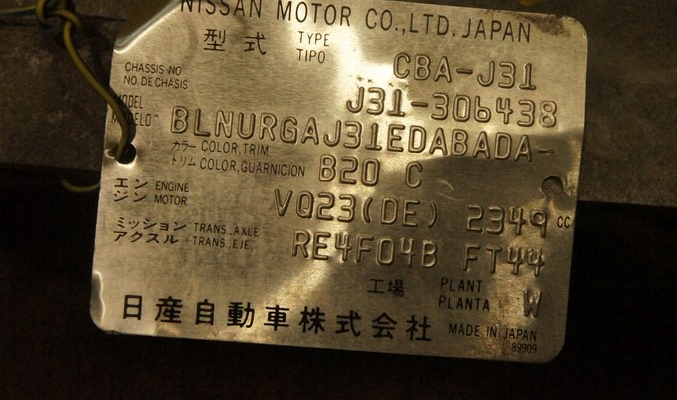 NISSAN MOTOR CO.,LTD. JAPAN
型式 TYPE TIPO CBA-J31
CHASSIS NO NO. DE CHASIS J31-306438
MODEL MODELO BLNURGAJ31EDABADA-
カラー COLOR, TRIM
トリム COLOR, GUARNICION B20 C
エンジン ENGINE MOTOR VQ23(DE) 2349 CC
ミッション TRANS., AXLE
アクスル TRANS., EJE RE4F04B FT44
工場 PLANT PLANTA W
日産自動車株式会社 MADE IN JAPAN
89909